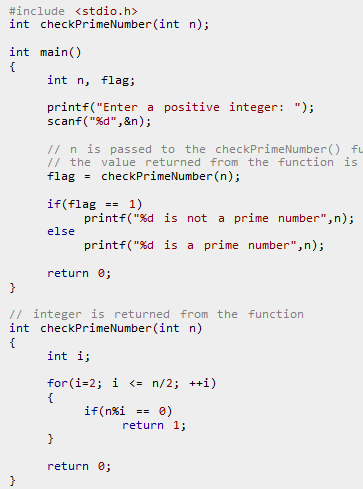 #include <stdio.h>
int checkPrimeNumber(int n);
int main()
{
int n, flag;
printf("Enter a positive integer: ");
scanf("%d",&n);
// n is passed to the checkPrimeNumber() fu
// the value returned from the function is
flag = checkPrimeNumber(n);
if(flag == 1)
printf("%d is not a prime number",n);
else
printf("%d is a prime number",n);
return 0;
}
// integer is returned from the function
int checkPrimeNumber(int n)
{
int i;
for(i=2; i <= n/2; ++i)
{
if(n%i == 0)
return 1;
}
return 0;
}